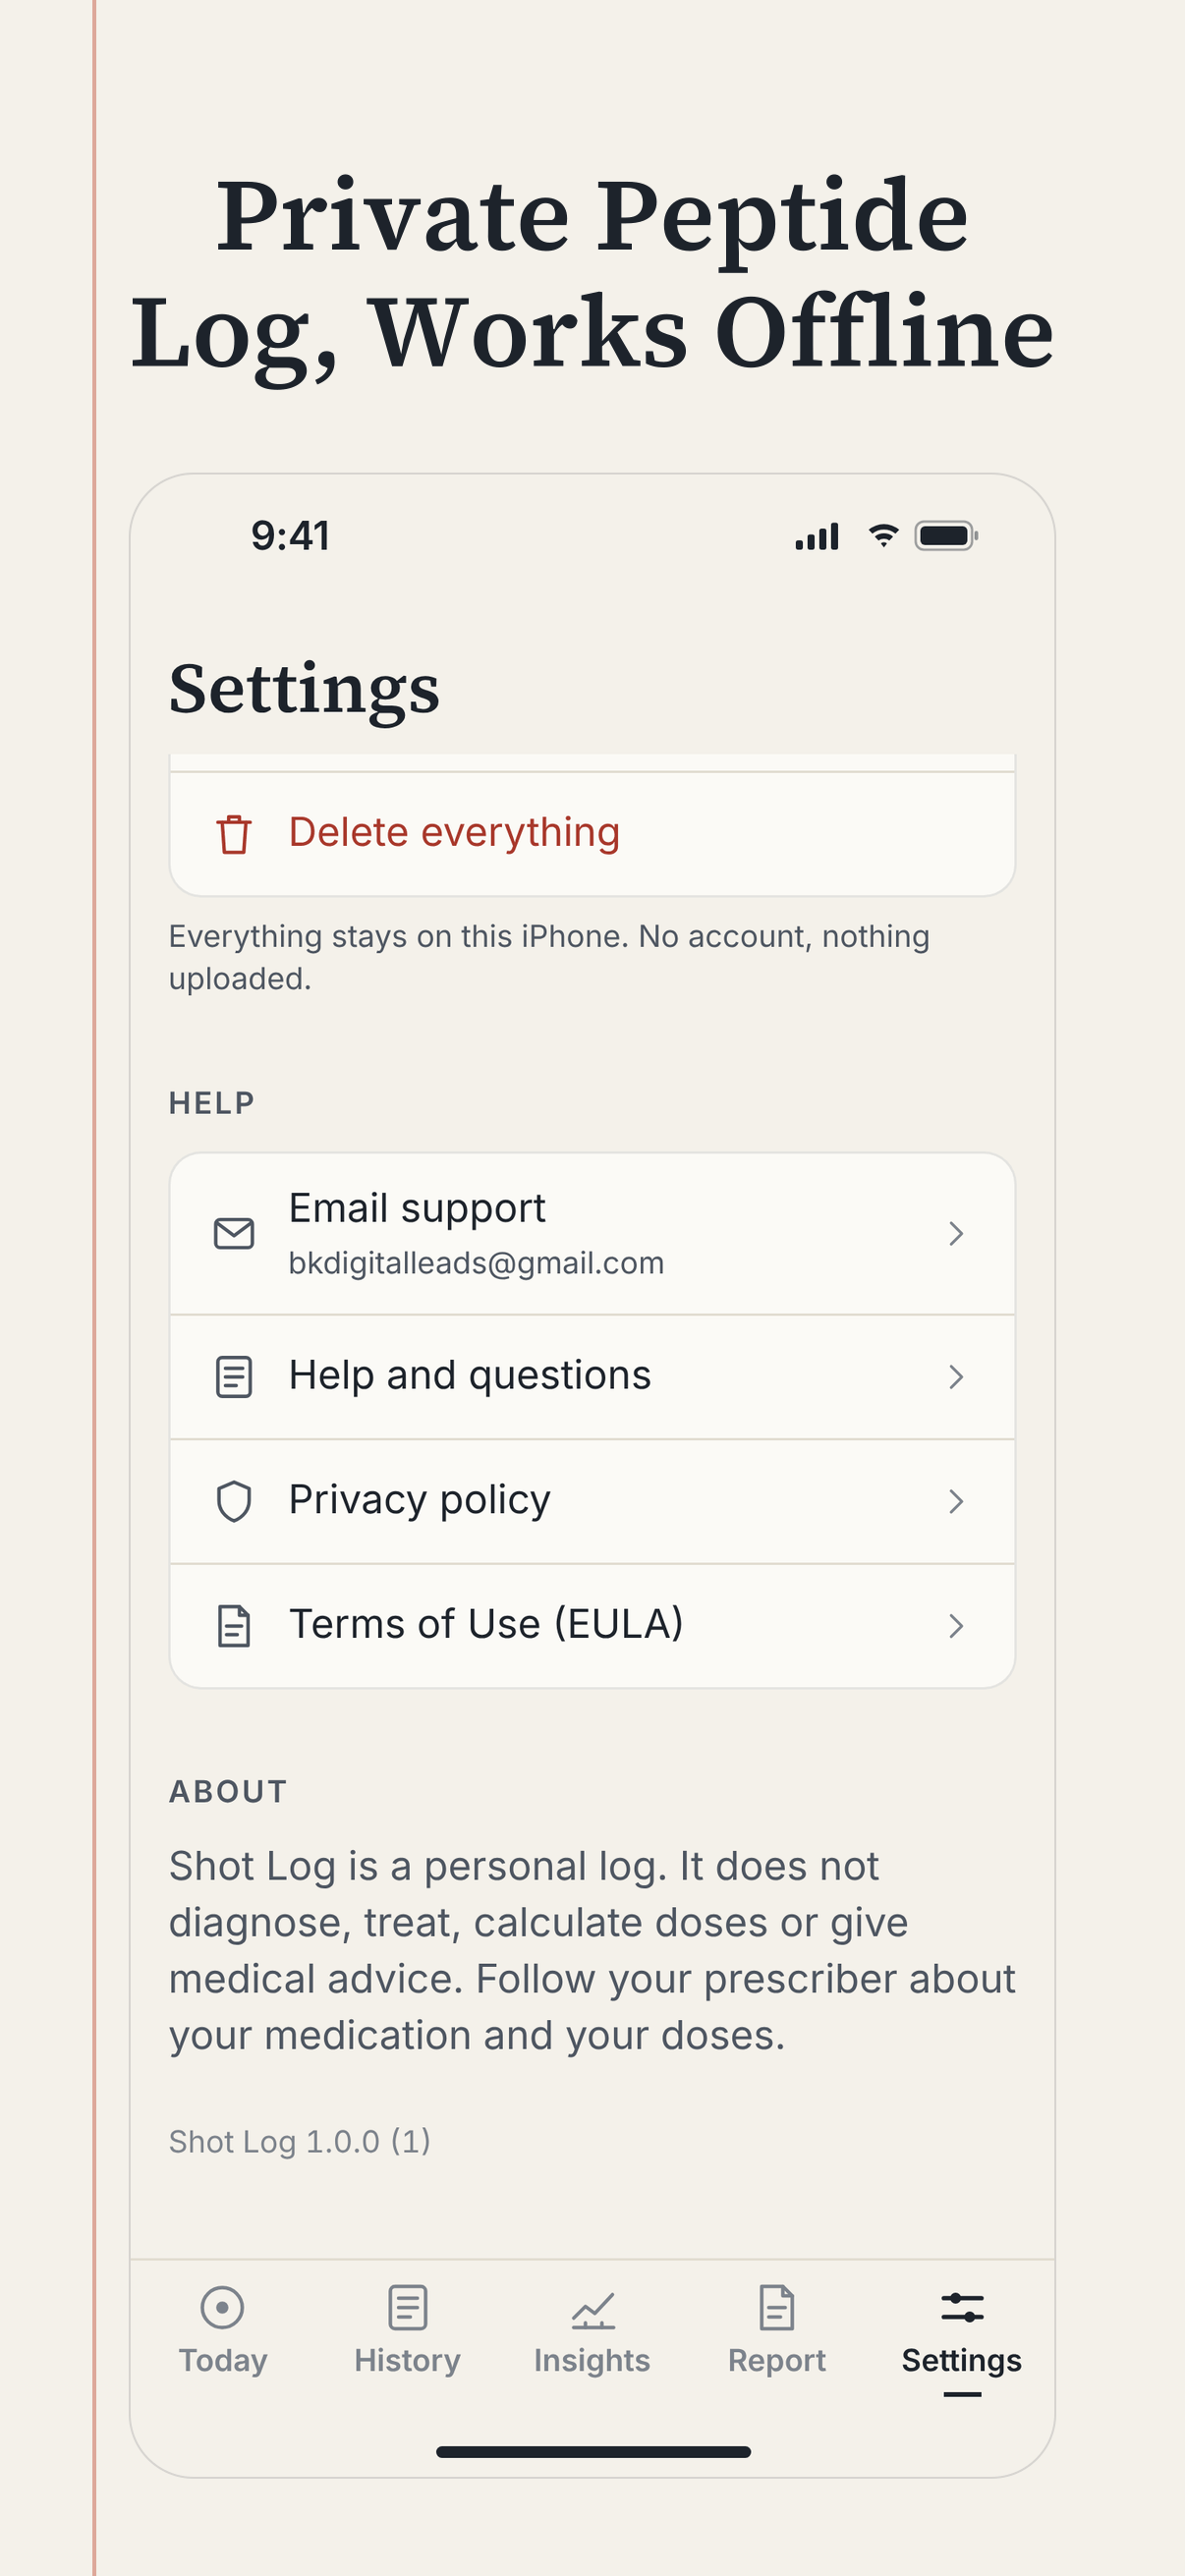 Private Peptide
Log, Works Offline
9:41
Settings
Delete everything
Everything stays on this iPhone. No account, nothing
uploaded.
HELP
Email support
bkdigitalleads@gmail.com
Help and questions
Privacy policy
Terms of Use (EULA)
ABOUT
Shot Log is a personal log. It does not
diagnose, treat, calculate doses or give
medical advice. Follow your prescriber about
your medication and your doses.
Shot Log 1.0.0 (1)
Today History Insights Report Settings